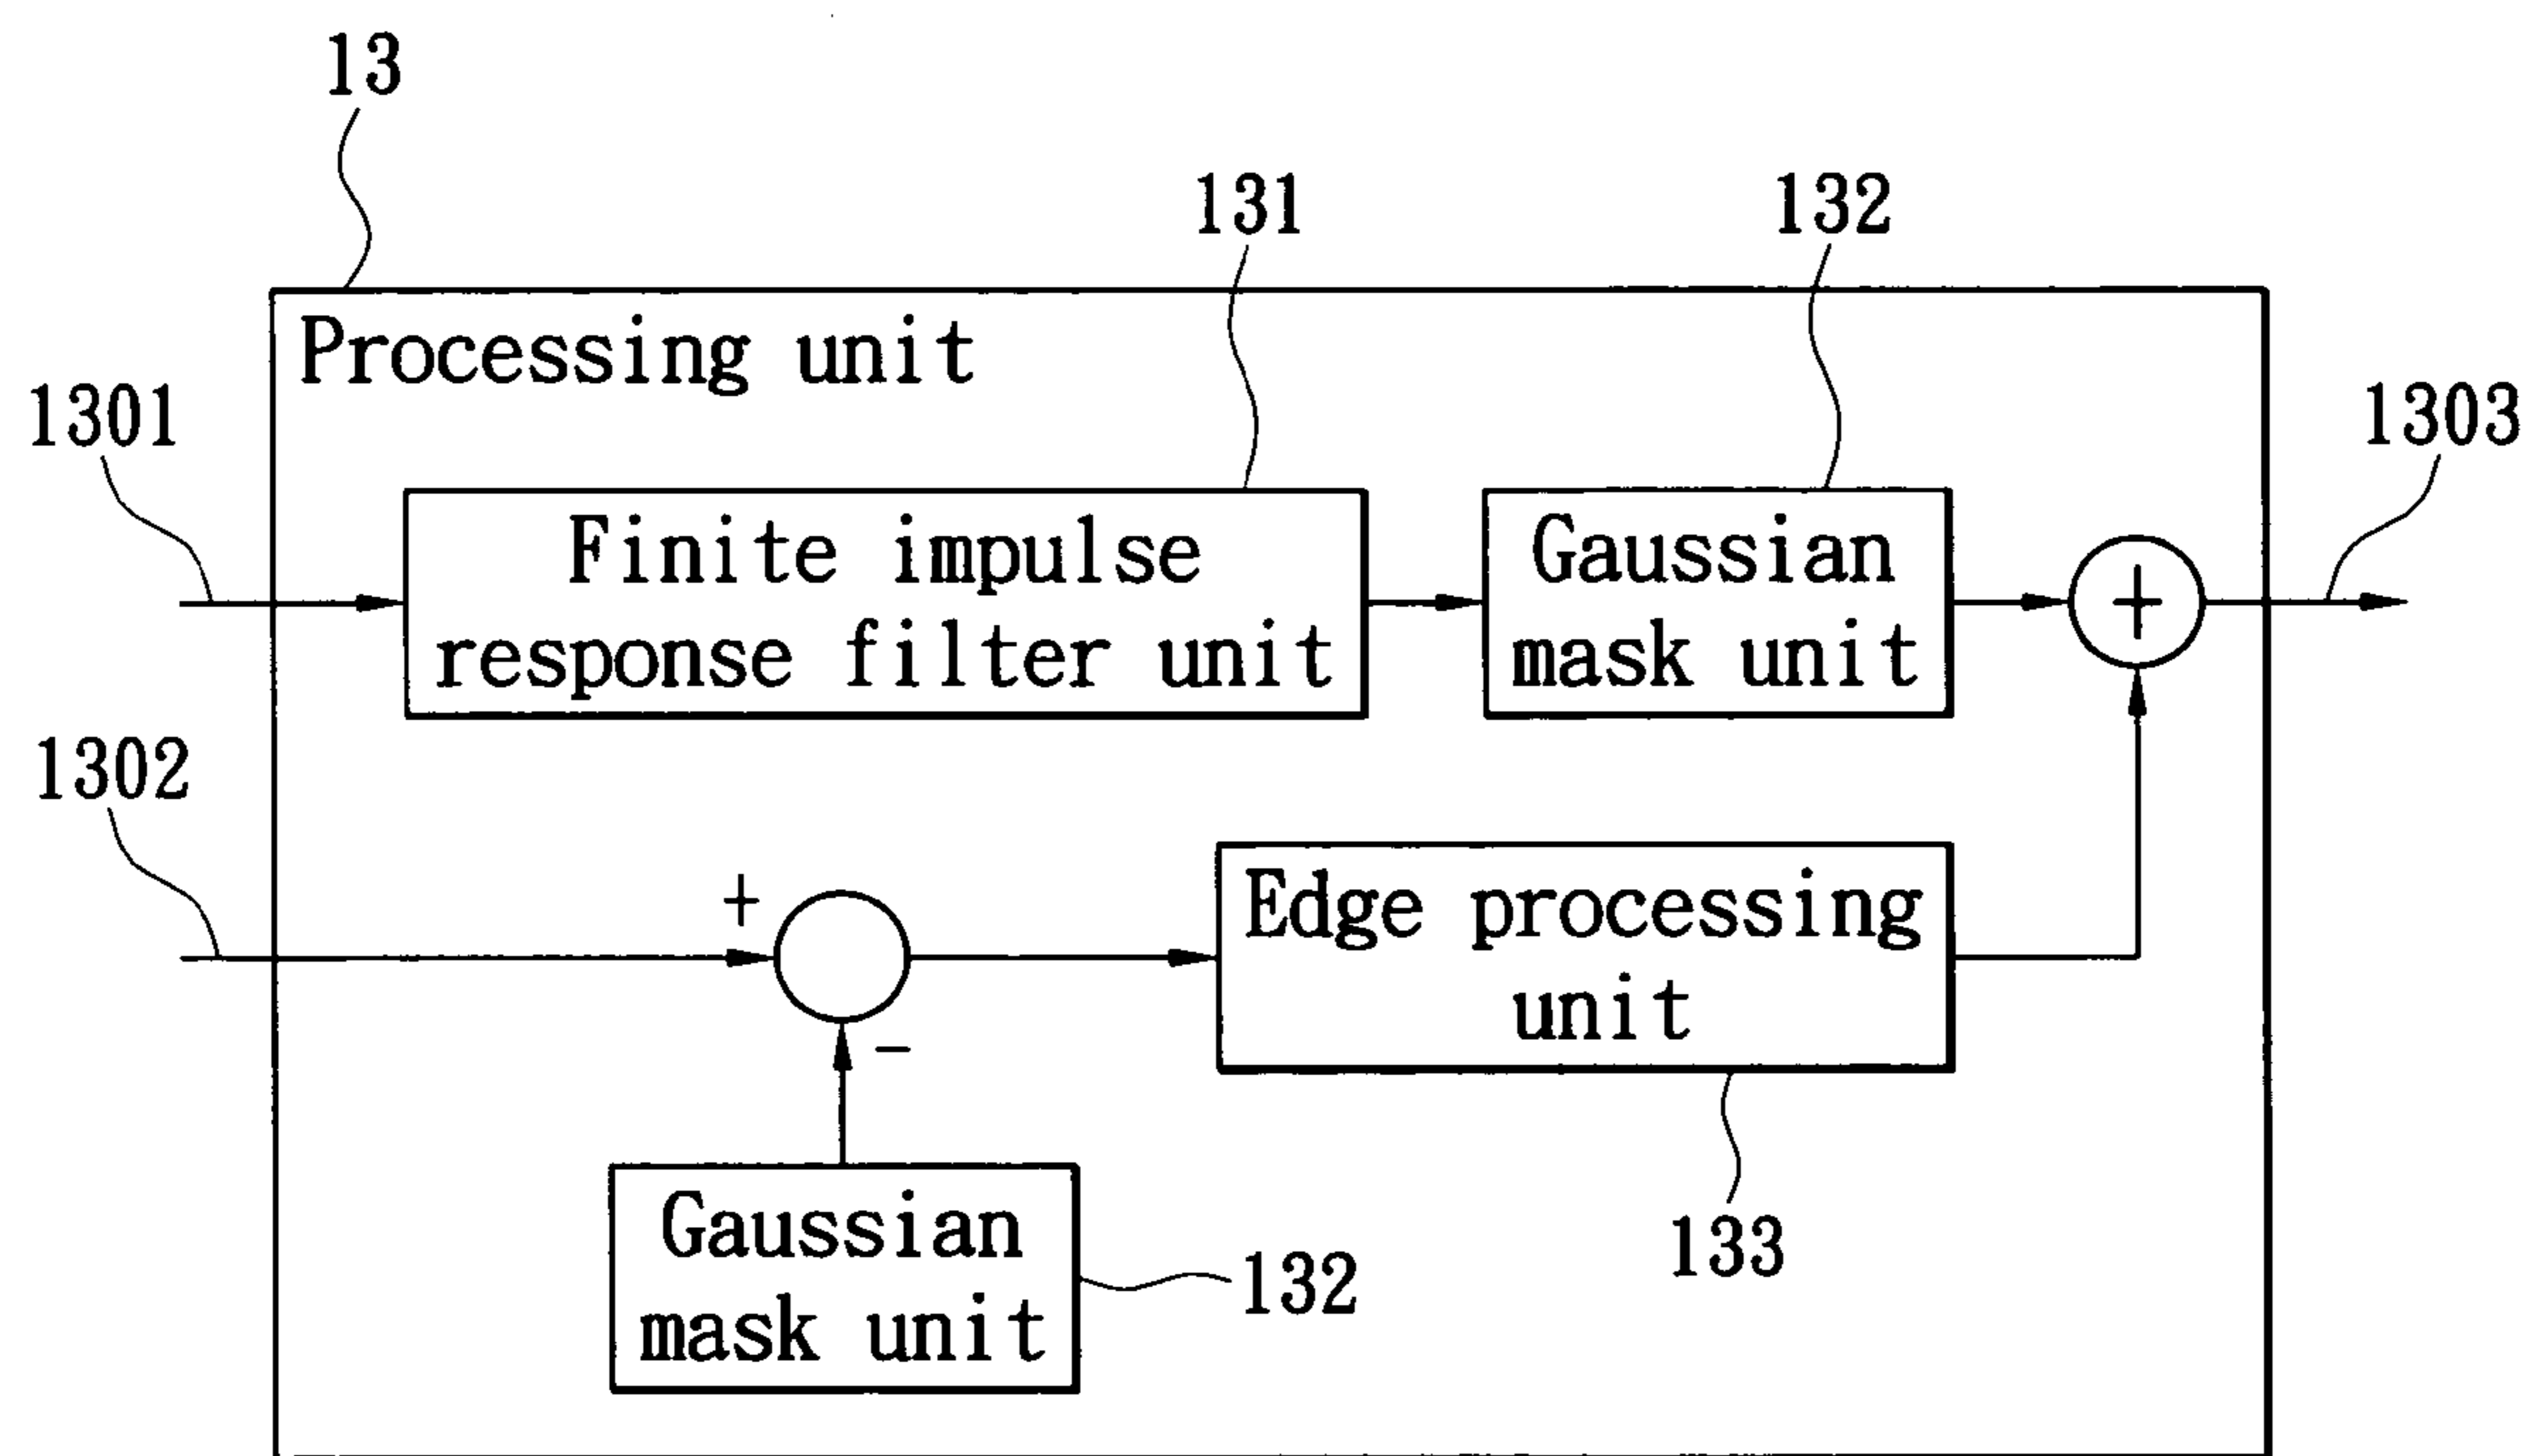 13
131
132
Processing unit
1301
1303
Finite impulse
response filter unit
Gaussian
mask unit
+
1302
+
-
Edge processing
unit
Gaussian
mask unit
132
133